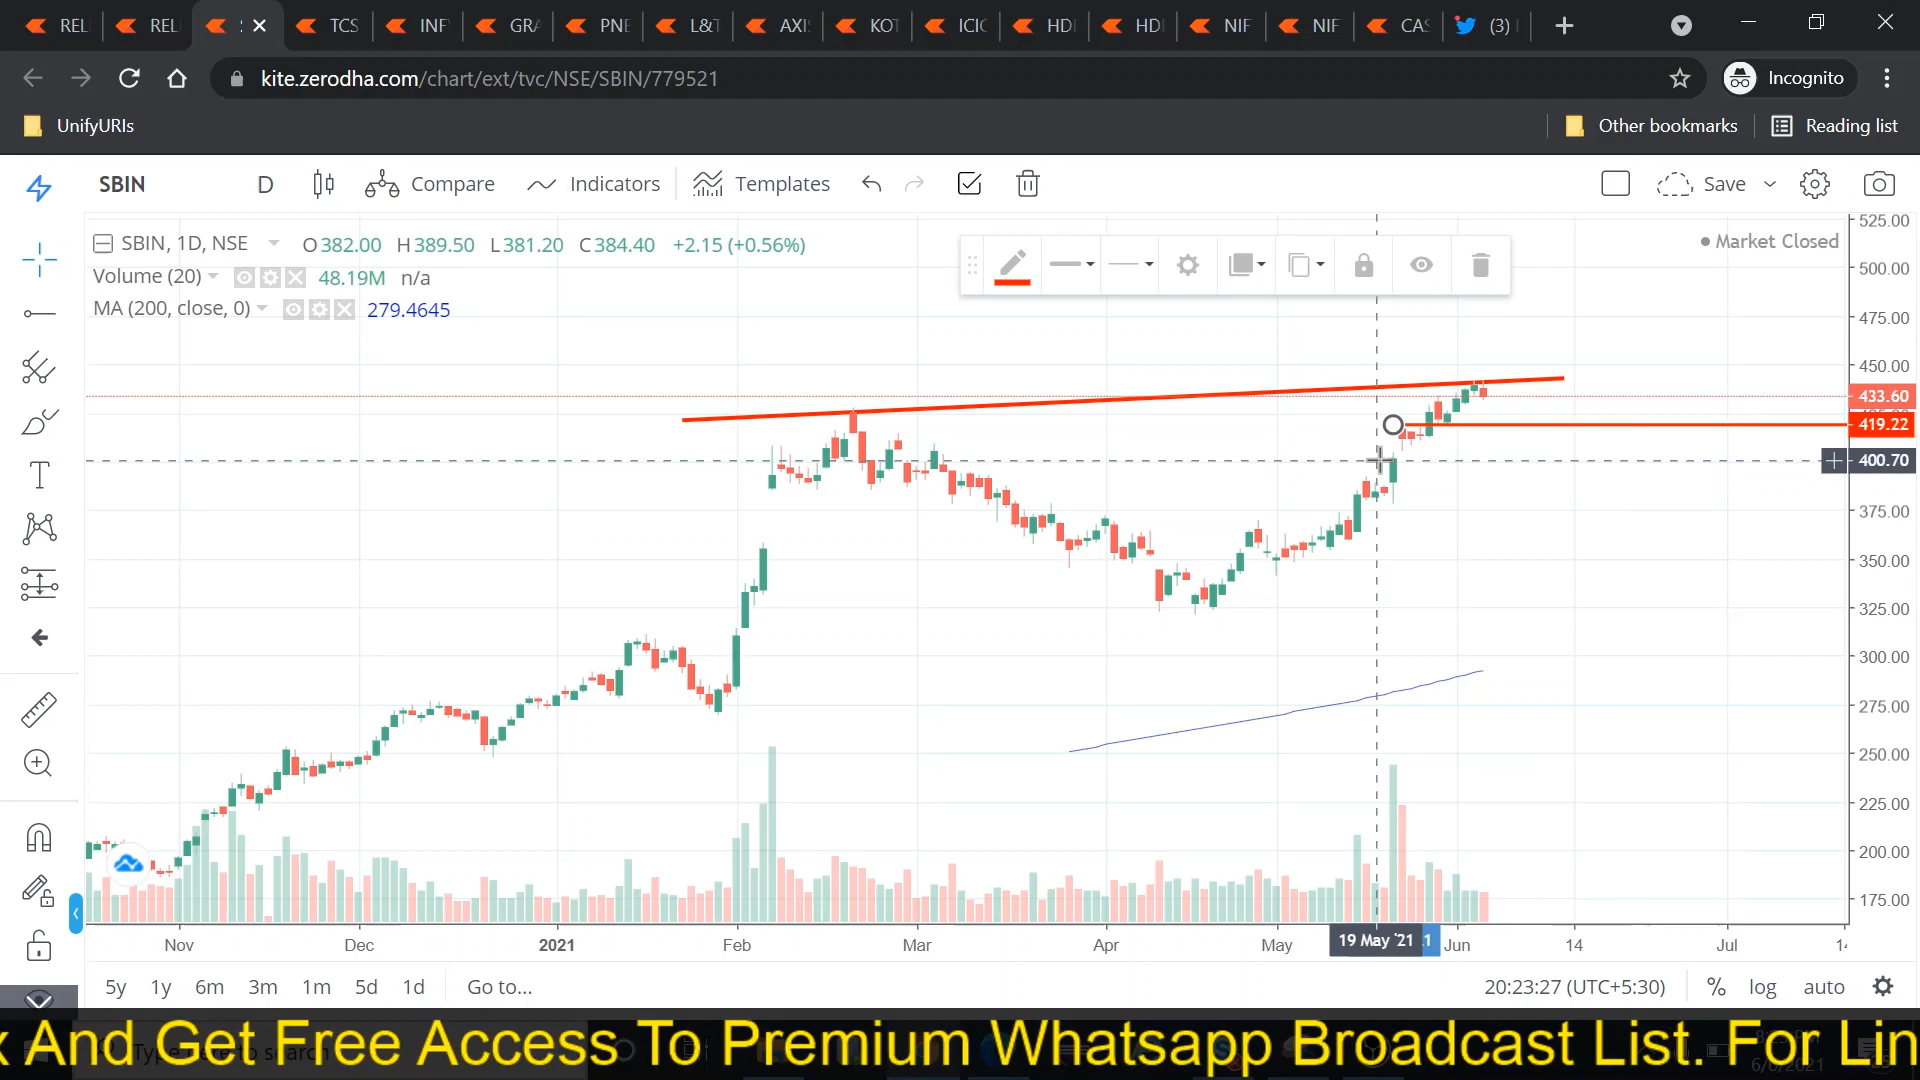 REL REL : TCS INF GRA PNE L&T AXI KOT ICIC HDI HDI NIF NIF CAS (3)
kite.zerodha.com/chart/ext/tvc/NSE/SBIN/779521 Incognito
UnifyURIs Other bookmarks Reading list
SBIN D Compare Indicators Templates Save
SBIN, 1D, NSE O382.00 H389.50 L381.20 C384.40 +2.15 (+0.56%) Market Closed
Volume (20) 48.19M n/a
MA (200, close, 0) 279.4645
525.00
500.00
475.00
450.00
433.60
419.22
400.70
375.00
350.00
325.00
300.00
275.00
250.00
225.00
200.00
175.00
Nov Dec 2021 Feb Mar Apr May 19 May '21 Jun 14 Jul
5y 1y 6m 3m 1m 5d 1d Go to... 20:23:27 (UTC+5:30) % log auto
x And Get Free Access To Premium Whatsapp Broadcast List. For Lin
Type here to search